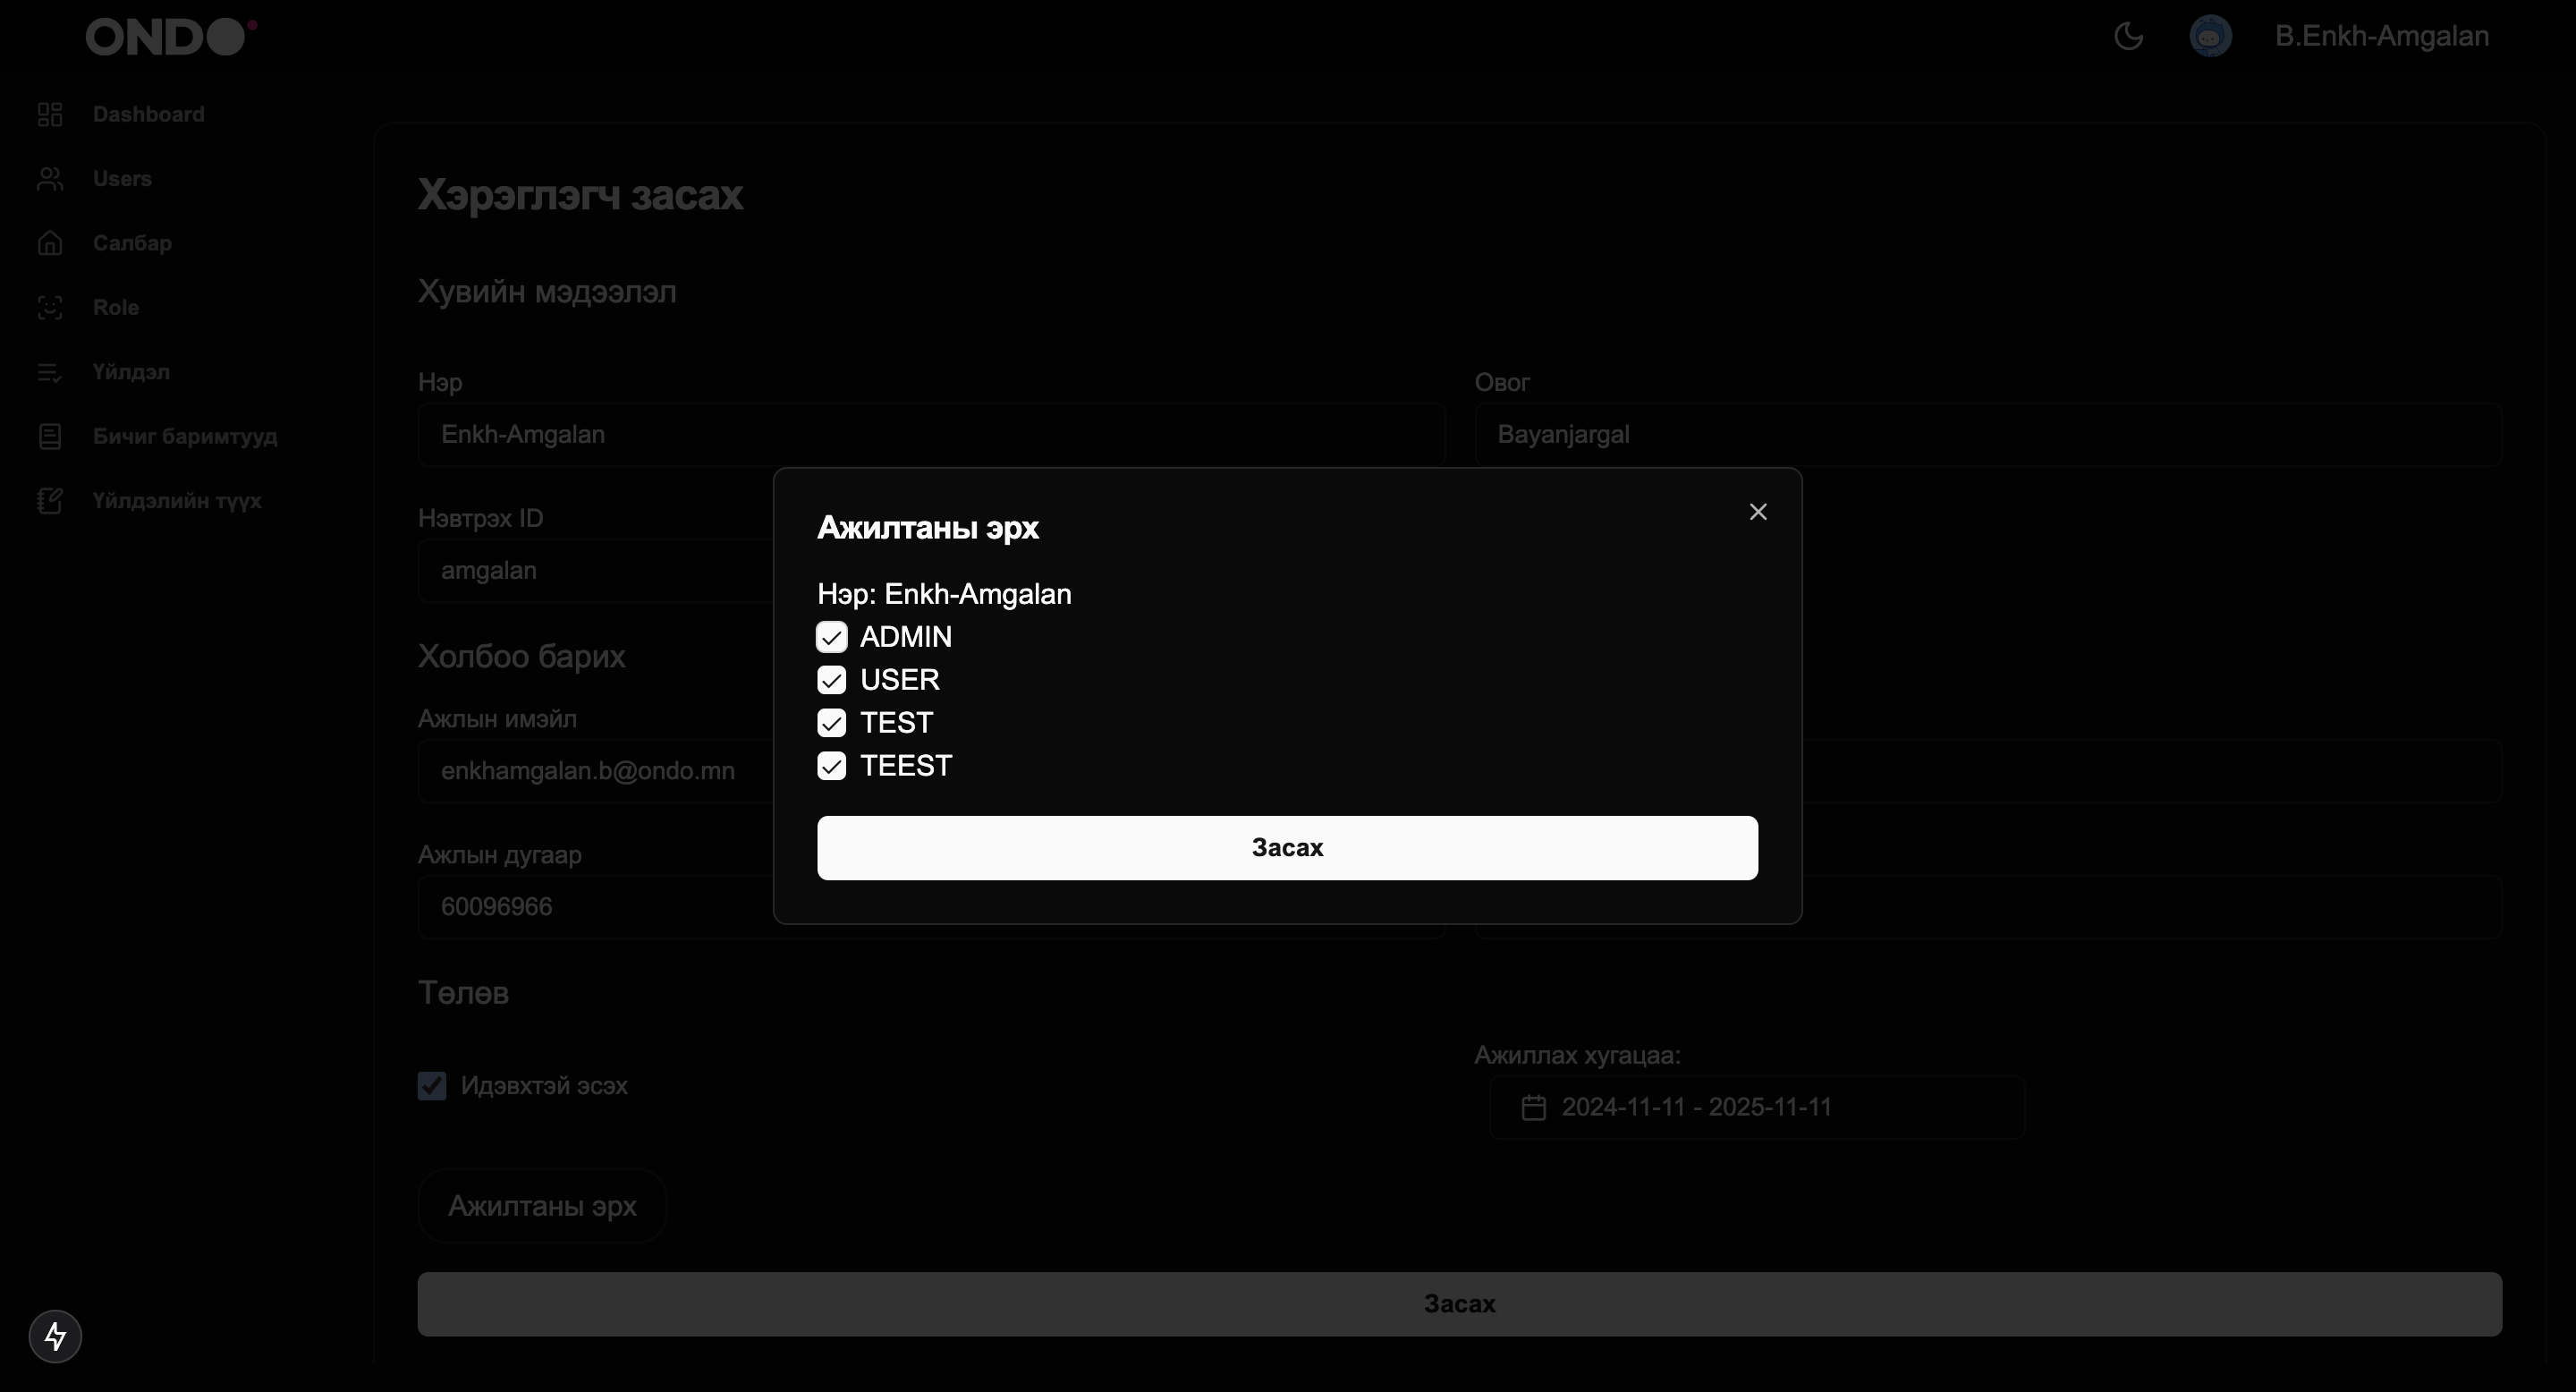 ONDO
B.Enkh-Amgalan
Dashboard
Users
Салбар
Role
Үйлдэл
Бичиг баримтууд
Үйлдэлийн түүх
Хэрэглэгч засах
Хувийн мэдээлэл
Нэр
Овог
Enkh-Amgalan
Bayanjargal
Нэвтрэх ID
amgalan
Холбоо барих
Ажлын имэйл
enkhamgalan.b@ondo.mn
Ажлын дугаар
60096966
Ажилтаны эрх
Нэр: Enkh-Amgalan
ADMIN
USER
TEST
TEEST
Засах
Төлөв
Идэвхтэй эсэх
Ажиллах хугацаа:
2024-11-11 - 2025-11-11
Ажилтаны эрх
Засах